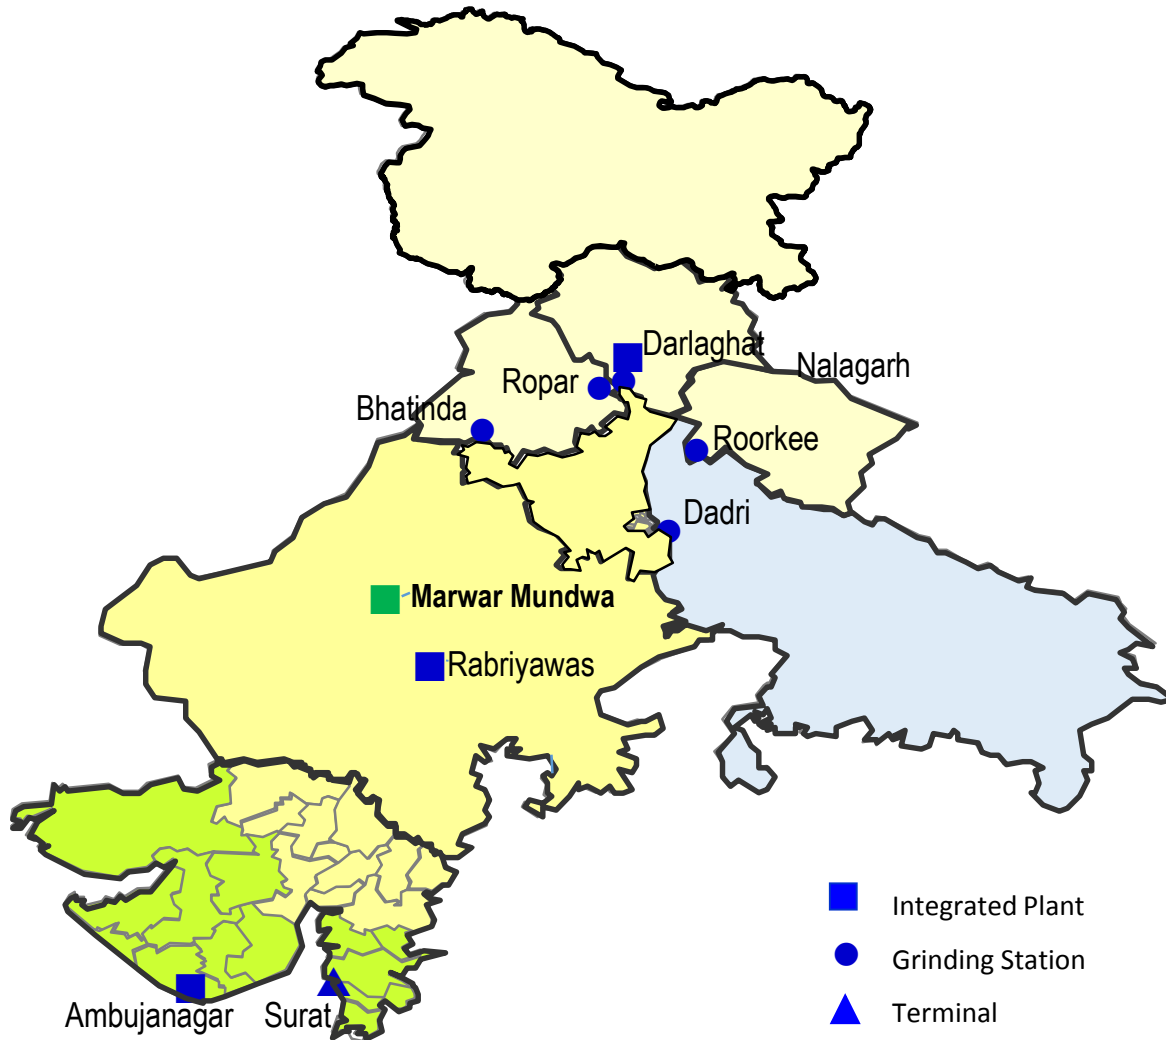 Darlaghat
Nalagarh
Ropar
Bhatinda
Roorkee
Dadri
Marwar Mundwa
Rabriyawas
Integrated Plant
Grinding Station
Ambujanagar
Surat
Terminal